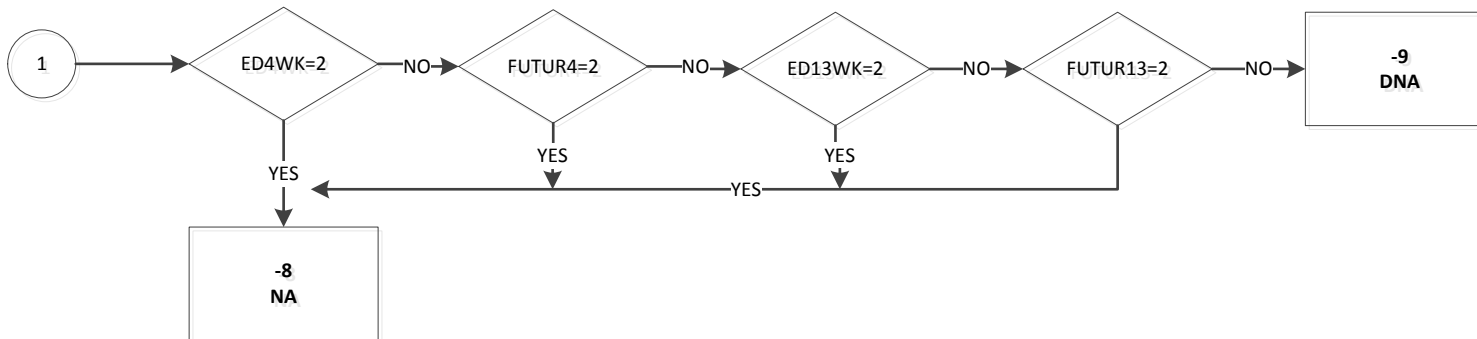 1
ED4WK=2
NO
FUTUR4=2
NO
ED13WK=2
NO
FUTUR13=2
NO
-9
DNA
YES
YES
YES
YES
-8
NA